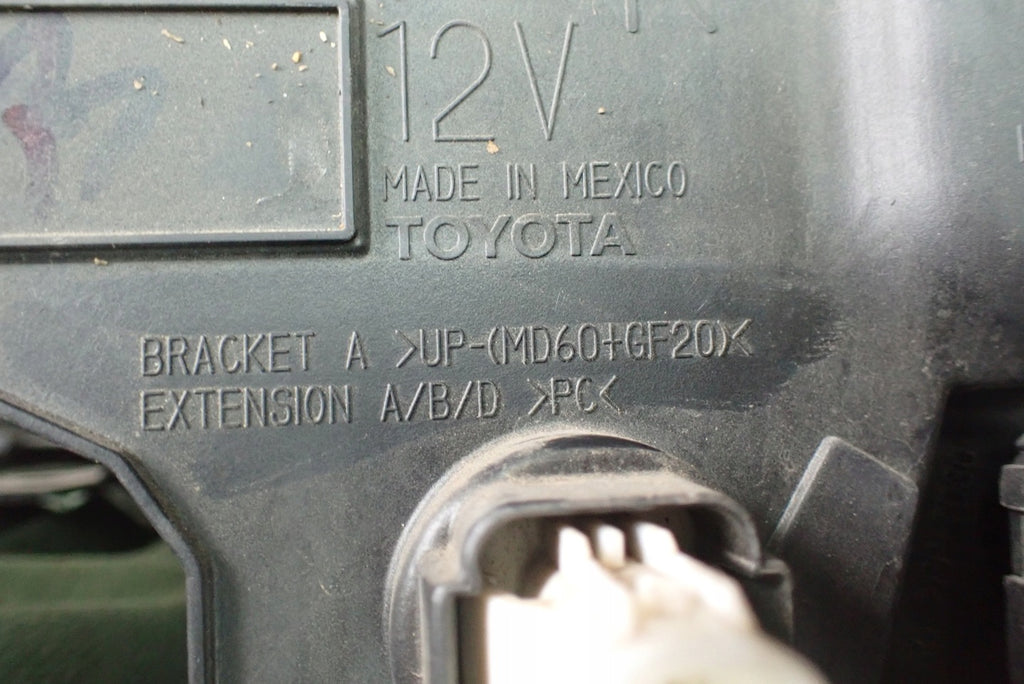 12V
MADE IN MEXICO
TOYOTA
BRACKET A >UP-(MD60+GF20)<
EXTENSION A/B/D >PC<